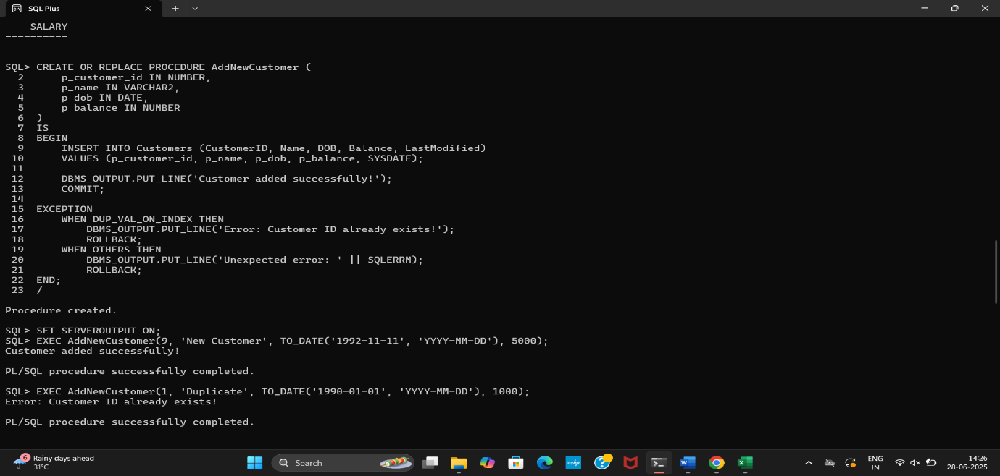 SQL Plus
SALARY
----------
SQL> CREATE OR REPLACE PROCEDURE AddNewCustomer (
  2      p_customer_id IN NUMBER,
  3      p_name IN VARCHAR2,
  4      p_dob IN DATE,
  5      p_balance IN NUMBER
  6  )
  7  IS
  8  BEGIN
  9      INSERT INTO Customers (CustomerID, Name, DOB, Balance, LastModified)
 10      VALUES (p_customer_id, p_name, p_dob, p_balance, SYSDATE);
 11
 12      DBMS_OUTPUT.PUT_LINE('Customer added successfully!');
 13      COMMIT;
 14
 15  EXCEPTION
 16      WHEN DUP_VAL_ON_INDEX THEN
 17          DBMS_OUTPUT.PUT_LINE('Error: Customer ID already exists!');
 18          ROLLBACK;
 19      WHEN OTHERS THEN
 20          DBMS_OUTPUT.PUT_LINE('Unexpected error: ' || SQLERRM);
 21          ROLLBACK;
 22  END;
 23  /
Procedure created.
SQL> SET SERVEROUTPUT ON;
SQL> EXEC AddNewCustomer(9, 'New Customer', TO_DATE('1992-11-11', 'YYYY-MM-DD'), 5000);
Customer added successfully!
PL/SQL procedure successfully completed.
SQL> EXEC AddNewCustomer(1, 'Duplicate', TO_DATE('1990-01-01', 'YYYY-MM-DD'), 1000);
Error: Customer ID already exists!
PL/SQL procedure successfully completed.
6
Rainy days ahead
31°C
Search
myhp
ENG
IN
14:26
28-06-2025